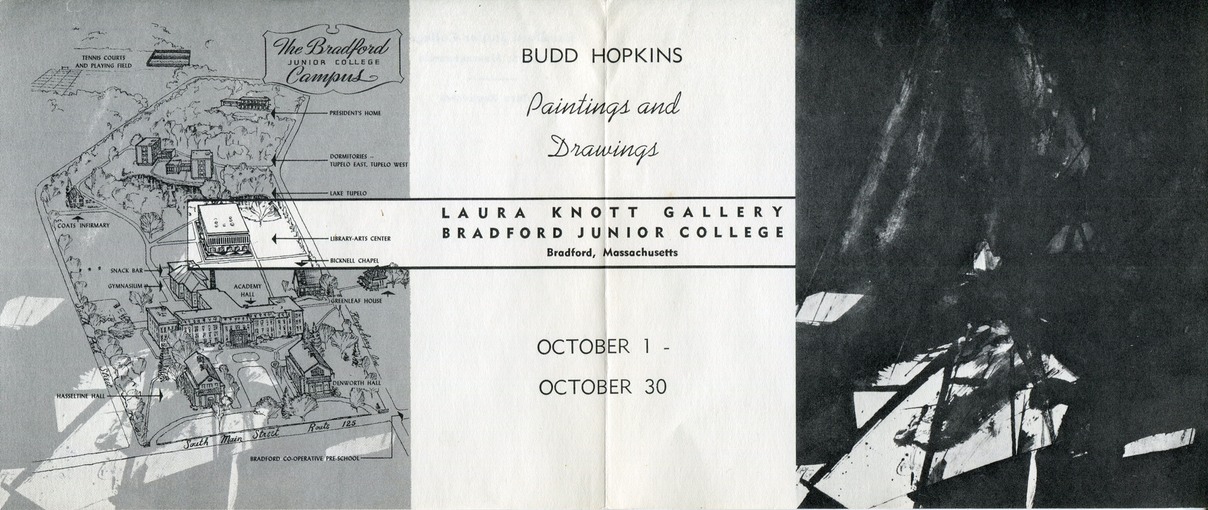 The Bradford
JUNIOR COLLEGE
Campus
TENNIS COURTS
AND PLAYING FIELD
PRESIDENT'S HOME
DORMITORIES –
TUPELO EAST, TUPELO WEST
LAKE TUPELO
COATS INFIRMARY
LIBRARY-ARTS CENTER
BICKNELL CHAPEL
SNACK BAR
GYMNASIUM
ACADEMY
HALL
GREENLEAF HOUSE
DENWORTH HALL
HASSELTINE HALL
South Main Street Route 125
BRADFORD CO-OPERATIVE PRE-SCHOOL
BUDD HOPKINS
Paintings and
Drawings
LAURA KNOTT GALLERY
BRADFORD JUNIOR COLLEGE
Bradford, Massachusetts
OCTOBER 1 -
OCTOBER 30